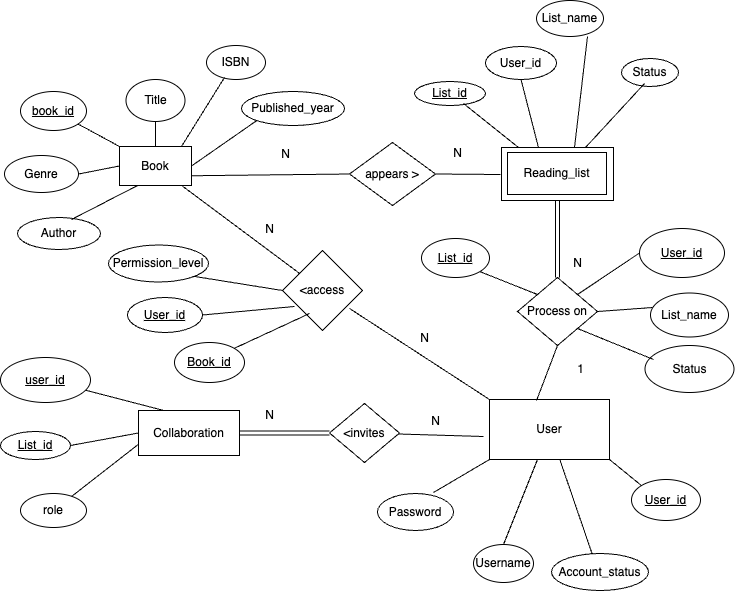 List_name
ISBN
User_id
Status
List_id
Title
book_id
Published_year
N
N
Book
appears >
Reading_list
Genre
Author
N
Permission_level
List_id
N
User_id
<access
User_id
Process on
List_name
Book_id
N
1
Status
user_id
N
N
Collaboration
<invites
User
List_id
role
Password
User_id
Username
Account_status